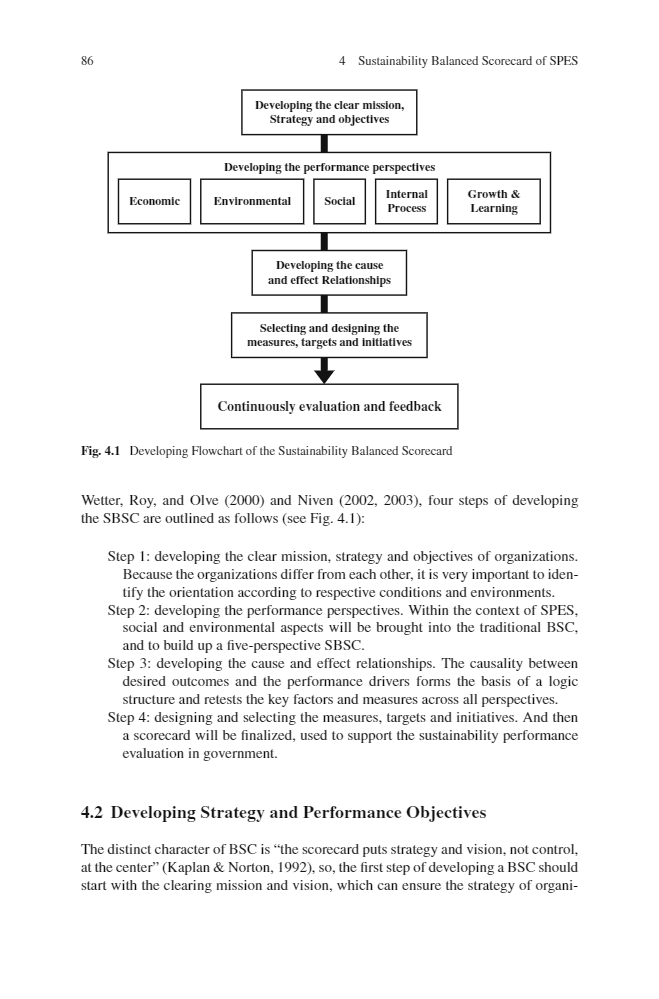 86
4 Sustainability Balanced Scorecard of SPES
Developing the clear mission,
Strategy and objectives
Developing the performance perspectives
Economic
Environmental
Social
Internal
Process
Growth &
Learning
Developing the cause
and effect Relationships
Selecting and designing the
measures, targets and initiatives
Continuously evaluation and feedback
Fig. 4.1 Developing Flowchart of the Sustainability Balanced Scorecard
Wetter, Roy, and Olve (2000) and Niven (2002, 2003), four steps of developing
the SBSC are outlined as follows (see Fig. 4.1):
Step 1: developing the clear mission, strategy and objectives of organizations.
Because the organizations differ from each other, it is very important to iden-
tify the orientation according to respective conditions and environments.
Step 2: developing the performance perspectives. Within the context of SPES,
social and environmental aspects will be brought into the traditional BSC,
and to build up a five-perspective SBSC.
Step 3: developing the cause and effect relationships. The causality between
desired outcomes and the performance drivers forms the basis of a logic
structure and retests the key factors and measures across all perspectives.
Step 4: designing and selecting the measures, targets and initiatives. And then
a scorecard will be finalized, used to support the sustainability performance
evaluation in government.
4.2 Developing Strategy and Performance Objectives
The distinct character of BSC is “the scorecard puts strategy and vision, not control,
at the center” (Kaplan & Norton, 1992), so, the first step of developing a BSC should
start with the clearing mission and vision, which can ensure the strategy of organi-